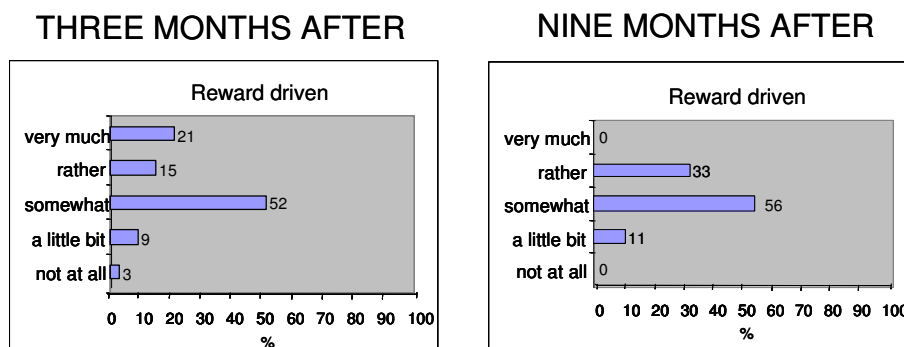 THREE MONTHS AFTER
Reward driven
very much 21
rather 15
somewhat 52
a little bit 9
not at all 3
0 10 20 30 40 50 60 70 80 90 100
%
NINE MONTHS AFTER
Reward driven
very much 0
rather 33
somewhat 56
a little bit 11
not at all 0
0 10 20 30 40 50 60 70 80 90 100
%